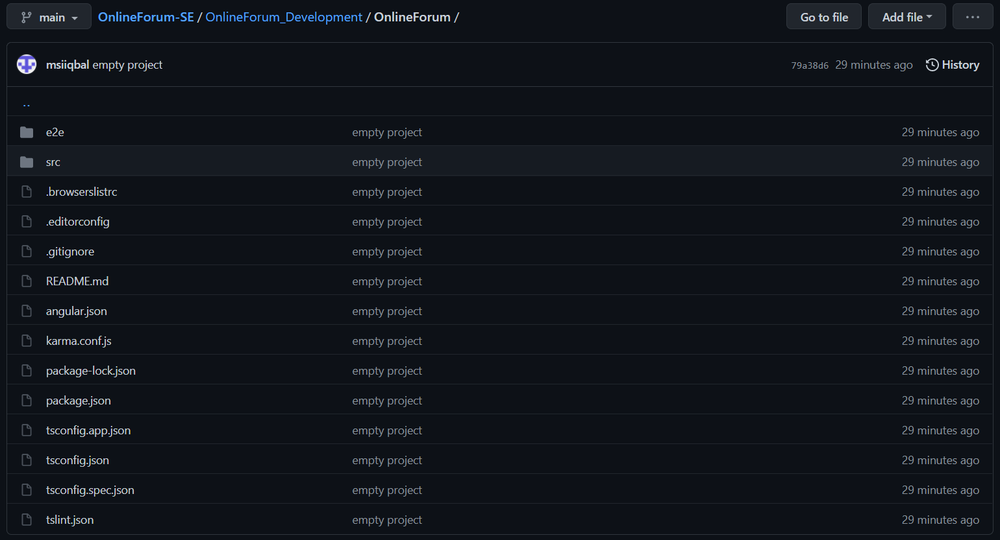 main OnlineForum-SE / OnlineForum_Development / OnlineForum / Go to file Add file ...
msiiqbal empty project 79a38d6 29 minutes ago History
..
e2e empty project 29 minutes ago
src empty project 29 minutes ago
.browserslistrc empty project 29 minutes ago
.editorconfig empty project 29 minutes ago
.gitignore empty project 29 minutes ago
README.md empty project 29 minutes ago
angular.json empty project 29 minutes ago
karma.conf.js empty project 29 minutes ago
package-lock.json empty project 29 minutes ago
package.json empty project 29 minutes ago
tsconfig.app.json empty project 29 minutes ago
tsconfig.json empty project 29 minutes ago
tsconfig.spec.json empty project 29 minutes ago
tslint.json empty project 29 minutes ago